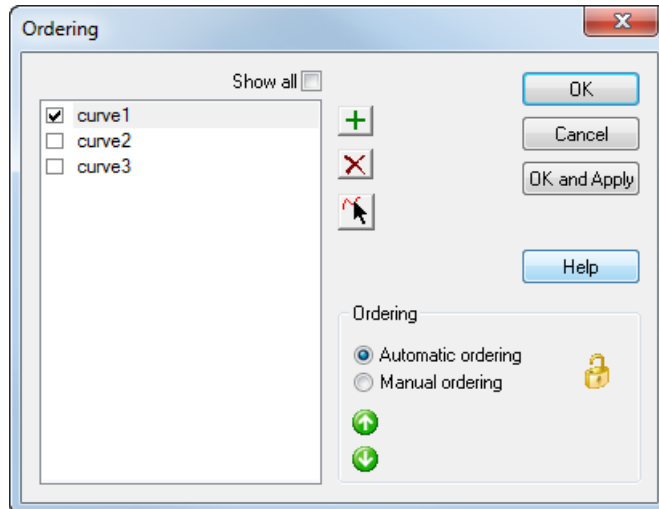 Ordering
Show all
curve1
curve2
curve3
OK
Cancel
OK and Apply
Help
Ordering
Automatic ordering
Manual ordering